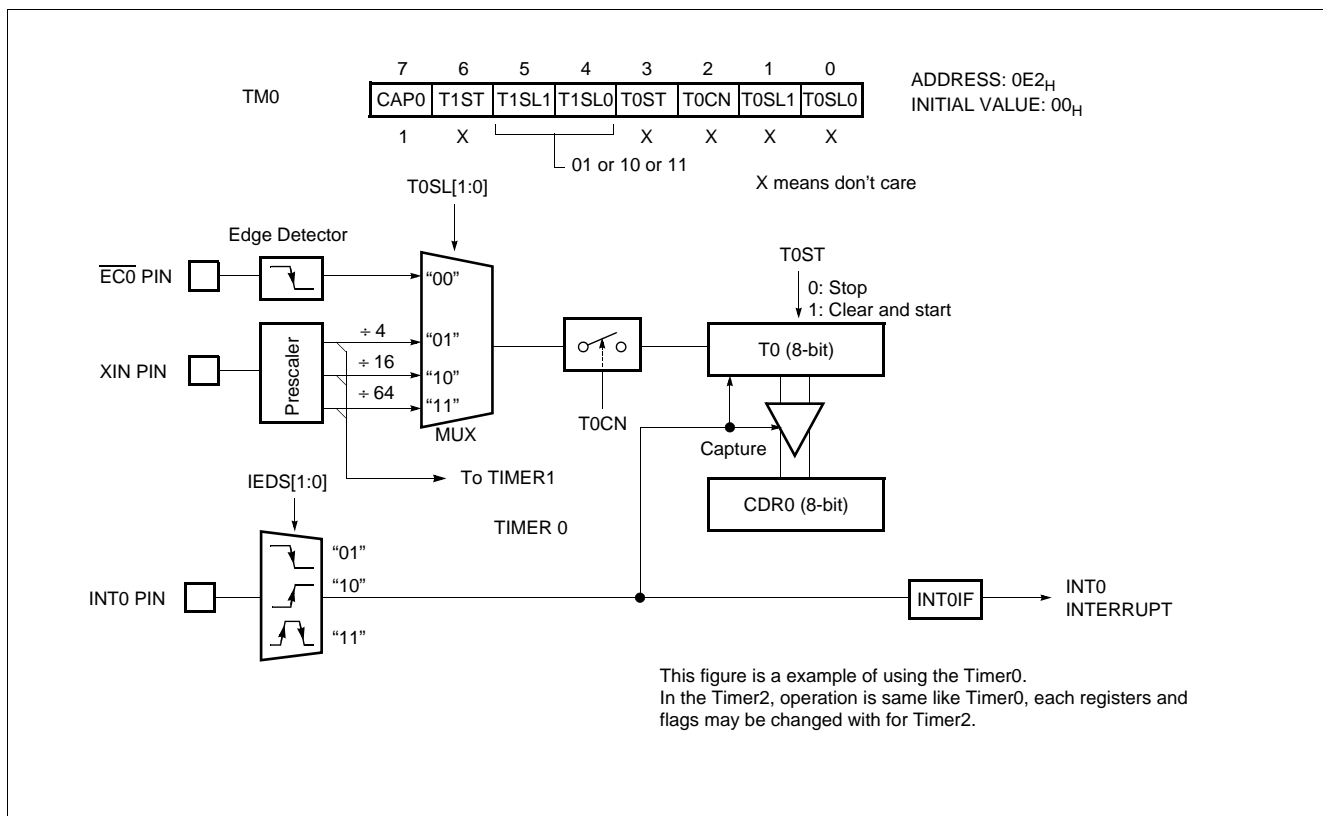 7 6 5 4 3 2 1 0
TM0 CAP0 T1ST T1SL1 T1SL0 T0ST T0CN T0SL1 T0SL0
1 X X X X X
01 or 10 or 11
ADDRESS: 0E2H
INITIAL VALUE: 00H
X means don't care
T0SL[1:0]
Edge Detector
EC0 PIN
"00"
T0ST
0: Stop
1: Clear and start
XIN PIN
Prescaler
÷ 4
÷ 16
÷ 64
"01"
"10"
"11"
MUX
T0CN
T0 (8-bit)
Capture
CDR0 (8-bit)
To TIMER1
TIMER 0
IEDS[1:0]
INT0 PIN
"01"
"10"
"11"
INT0IF
INT0
INTERRUPT
This figure is a example of using the Timer0.
In the Timer2, operation is same like Timer0, each registers and
flags may be changed with for Timer2.